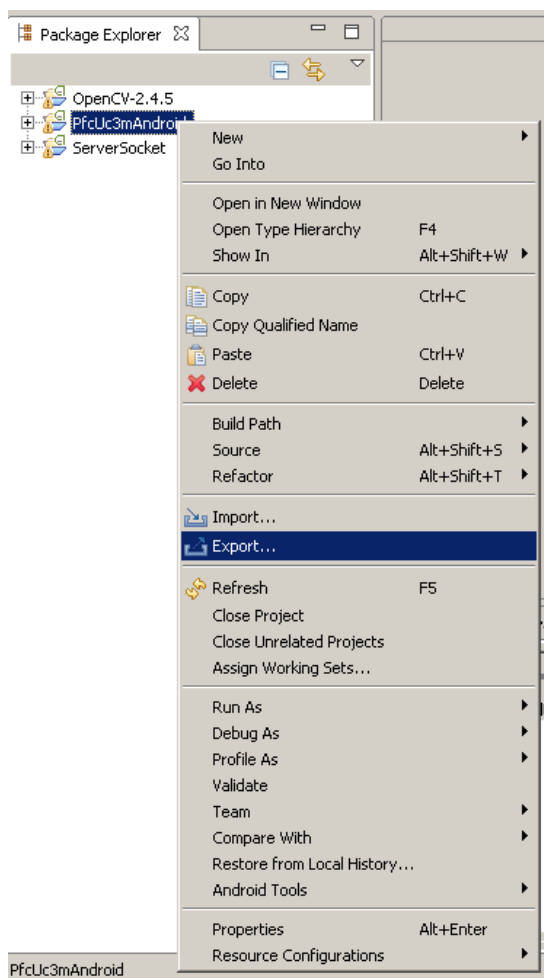 Package Explorer
OpenCV-2.4.5
PfcUc3mAndroid
ServerSocket
New
Go Into
Open in New Window
Open Type Hierarchy F4
Show In Alt+Shift+W
Copy Ctrl+C
Copy Qualified Name
Paste Ctrl+V
Delete Delete
Build Path
Source Alt+Shift+S
Refactor Alt+Shift+T
Import...
Export...
Refresh F5
Close Project
Close Unrelated Projects
Assign Working Sets...
Run As
Debug As
Profile As
Validate
Team
Compare With
Restore from Local History...
Android Tools
Properties Alt+Enter
Resource Configurations
PfcUc3mAndroid